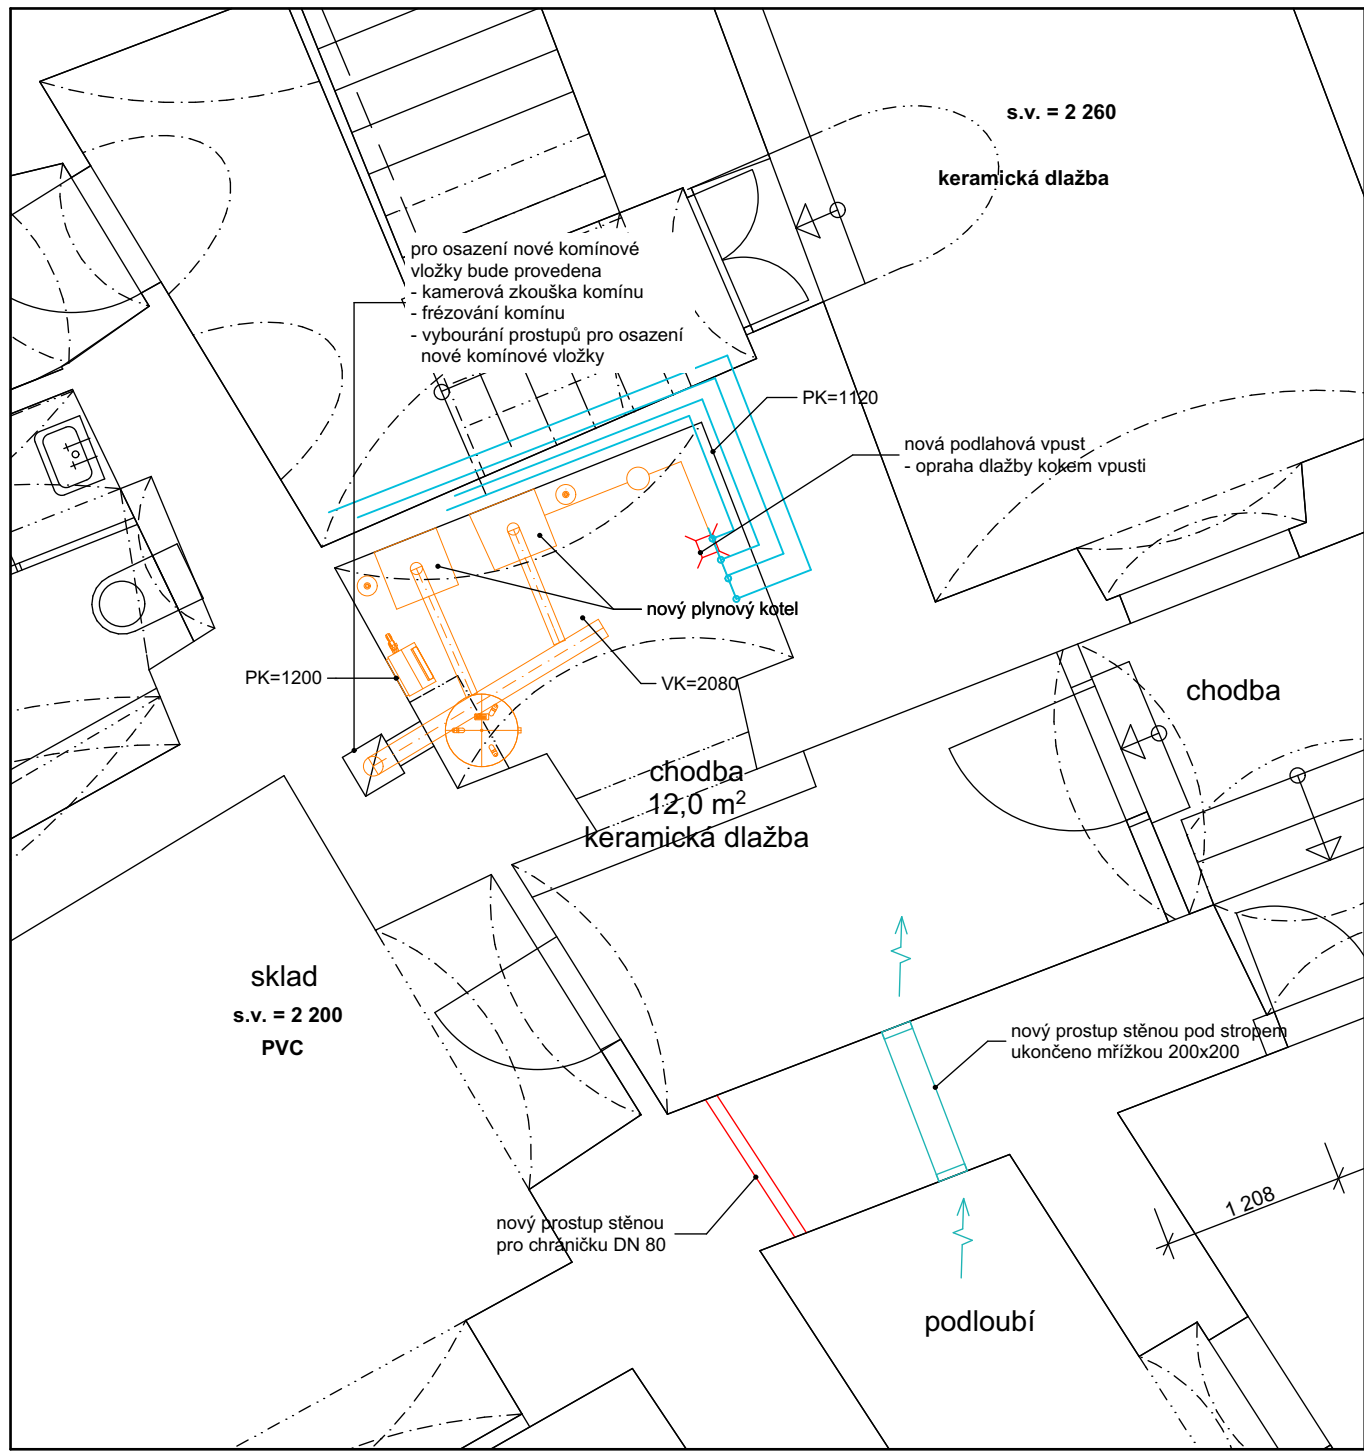 s.v. = 2 260
keramická dlažba
pro osazení nové komínové
vložky bude provedena
- kamerová zkouška komínu
- frézování komínu
- vybourání prostupů pro osazení
nové komínové vložky
PK=1120
nová podlahová vpust
- opraha dlažby kokem vpusti
nový plynový kotel
PK=1200
VK=2080
chodba
chodba
12,0 m²
keramická dlažba
sklad
s.v. = 2 200
PVC
nový prostup stěnou pod stropem
ukončeno mřížkou 200x200
nový prostup stěnou
pro chráničku DN 80
1 208
podloubí